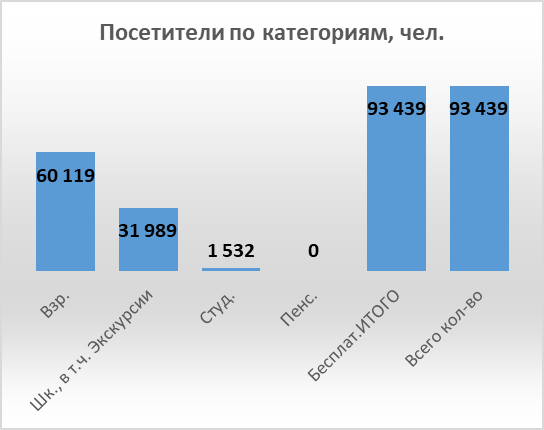 Посетители по категориям, чел.
60 119
31 989
1 532
0
93 439
93 439
Взр.
Шк., в т.ч. Экскурсии
Студ.
Пенс.
Бесплат.ИТОГО
Всего кол-во